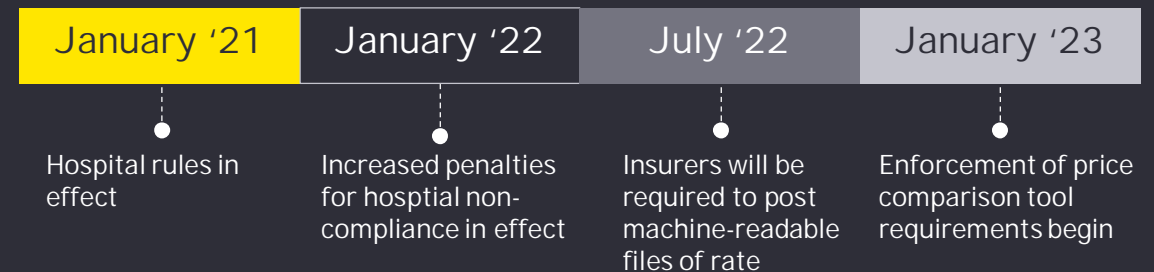 January ‘21
January ‘22
July ‘22
January ‘23
Hospital rules in
effect
Increased penalties
for hosptial non-
compliance in effect
Insurers will be
required to post
machine-readable
files of rate
Enforcement of price
comparison tool
requirements begin